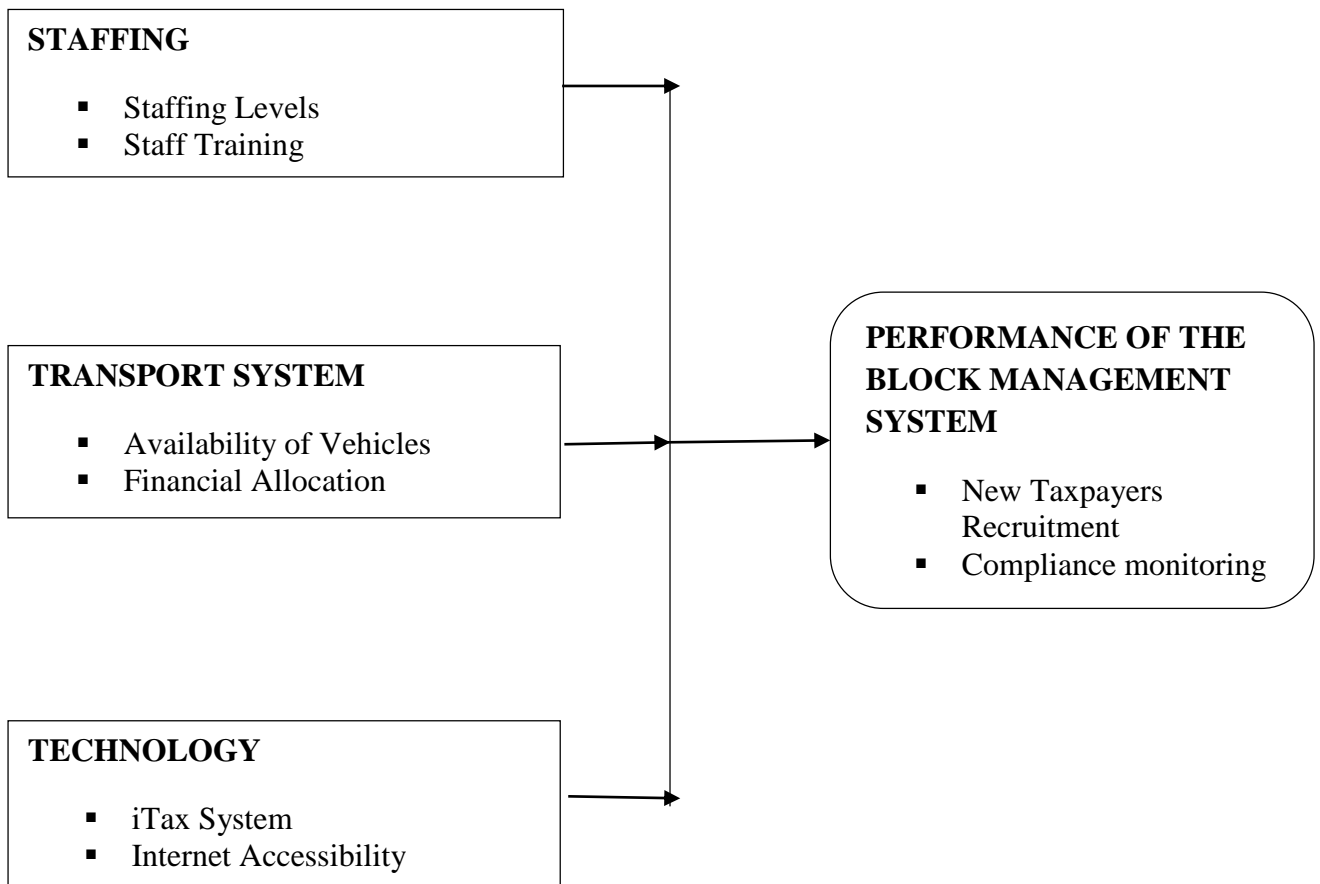 STAFFING
▪ Staffing Levels
▪ Staff Training
TRANSPORT SYSTEM
▪ Availability of Vehicles
▪ Financial Allocation
TECHNOLOGY
▪ iTax System
▪ Internet Accessibility
PERFORMANCE OF THE
BLOCK MANAGEMENT
SYSTEM
▪ New Taxpayers
Recruitment
▪ Compliance monitoring